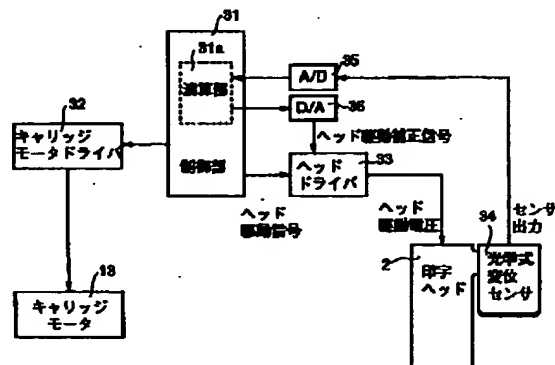 31
31a
演算部
制御部
35
A/D
D/A
36
ヘッド駆動補正信号
32
キャリッジ
モータドライバ
33
ヘッド
ドライバ
ヘッド
駆動信号
ヘッド
駆動電圧
センサ
出力
34
光学式
変位
センサ
2
印字
ヘッド
13
キャリッジ
モータ